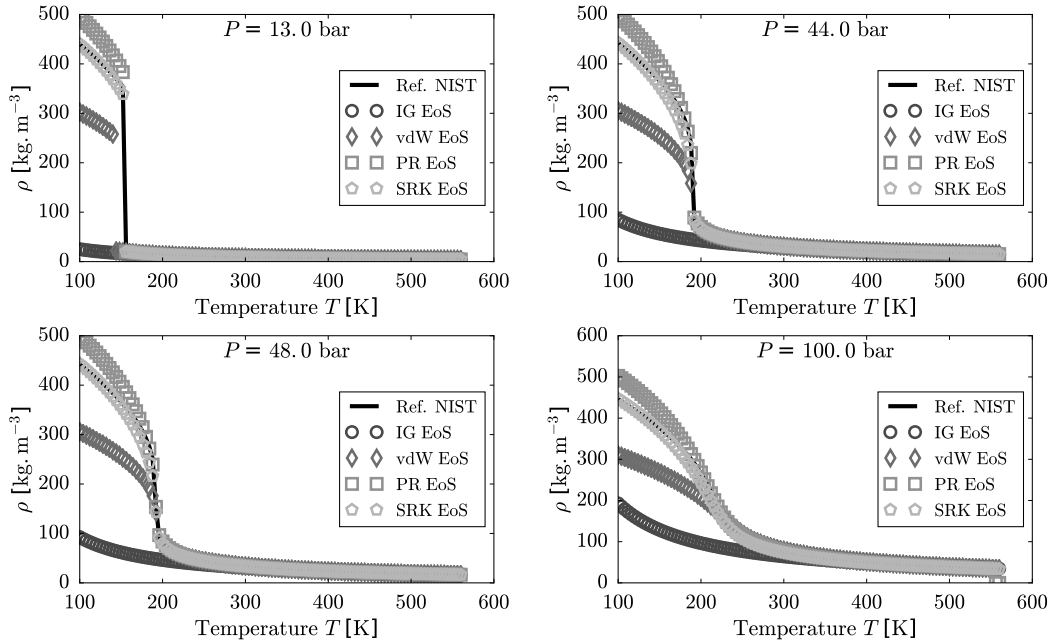 P = 13.0 bar
500
400
300
200
100
0
ρ [kg. m−3]
Ref. NIST
IG EoS
vdW EoS
PR EoS
SRK EoS
100 200 300 400 500 600
Temperature T [K]
P = 44.0 bar
500
400
300
200
100
0
ρ [kg. m−3]
Ref. NIST
IG EoS
vdW EoS
PR EoS
SRK EoS
100 200 300 400 500 600
Temperature T [K]
P = 48.0 bar
500
400
300
200
100
0
ρ [kg. m−3]
Ref. NIST
IG EoS
vdW EoS
PR EoS
SRK EoS
100 200 300 400 500 600
Temperature T [K]
P = 100.0 bar
600
500
400
300
200
100
0
ρ [kg. m−3]
Ref. NIST
IG EoS
vdW EoS
PR EoS
SRK EoS
100 200 300 400 500 600
Temperature T [K]